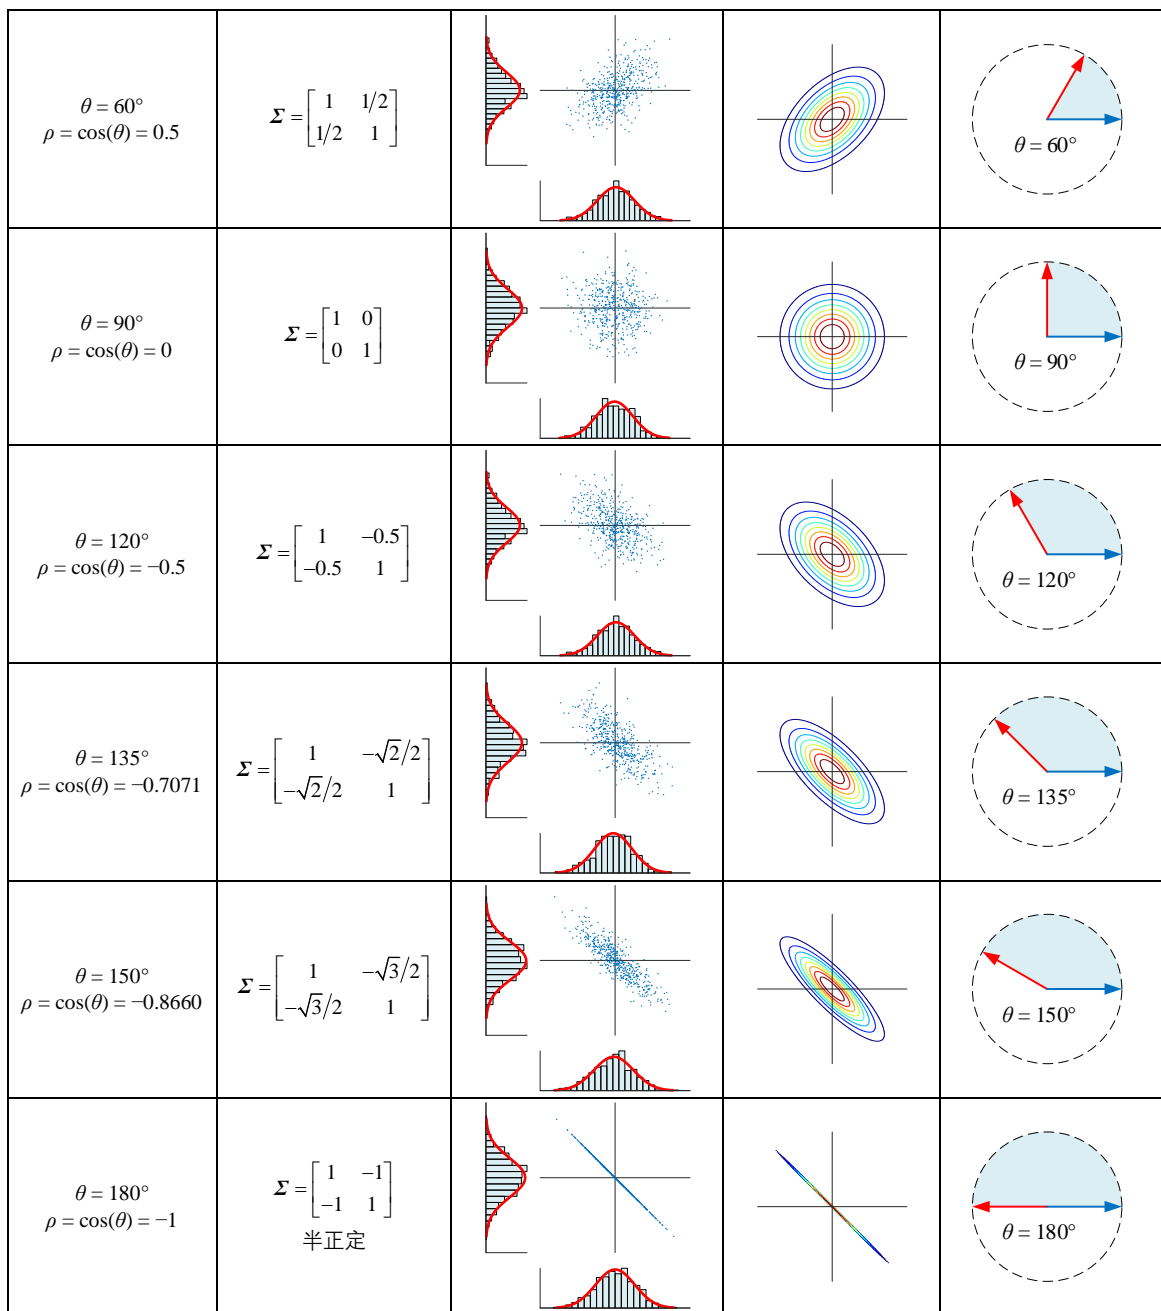 θ = 60°
ρ = cos(θ) = 0.5
Σ = [1 1/2
1/2 1]
θ = 60°
θ = 90°
ρ = cos(θ) = 0
Σ = [1 0
0 1]
θ = 90°
θ = 120°
ρ = cos(θ) = −0.5
Σ = [1 −0.5
−0.5 1]
θ = 120°
θ = 135°
ρ = cos(θ) = −0.7071
Σ = [1 −√2/2
−√2/2 1]
θ = 135°
θ = 150°
ρ = cos(θ) = −0.8660
Σ = [1 −√3/2
−√3/2 1]
θ = 150°
θ = 180°
ρ = cos(θ) = −1
Σ = [1 −1
−1 1]
半正定
θ = 180°